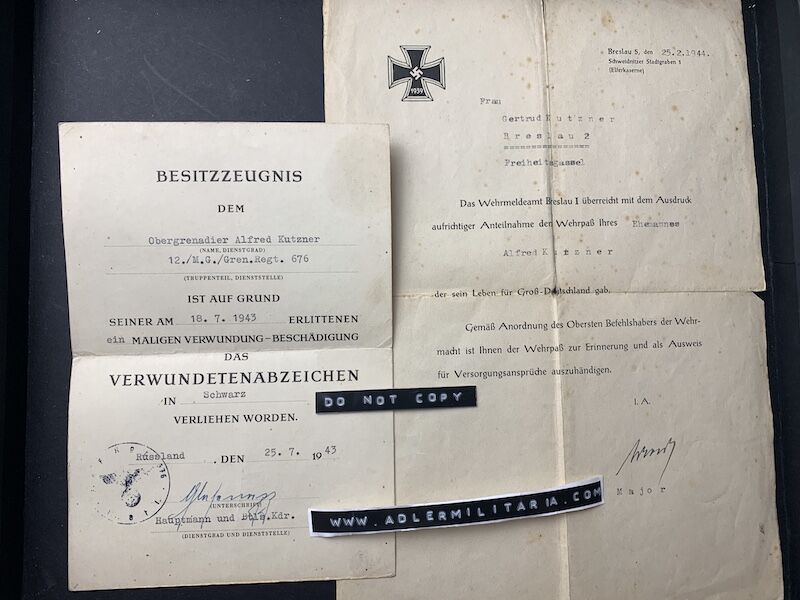 BESITZZEUGNIS
DEM
Obergrenadier Alfred Kutzner
(NAME, DIENSTGRAD)
12./M.G./Gren.Regt. 676
(TRUPPENTEIL, DIENSTSTELLE)
IST AUF GRUND
SEINER AM 18. 7. 1943 ERLITTENEN
ein MALIGEN VERWUNDUNG-BESCHÄDIGUNG
DAS
VERWUNDETENABZEICHEN
IN Schwarz
VERLIEHEN WORDEN.
Russland , DEN 25. 7. 1943
(UNTERSCHRIFT)
Hauptmann und Btls.Kdr.
(DIENSTGRAD UND DIENSTSTELLE)
1939
Breslau 5, den 25.2.1944.
Schweidnitzer Stadtgraben 1
(Elferkaserne)
Frau
Gertrud Kutzner
Breslau 2
Freiheitsgasse1
Das Wehrmeldeamt Breslau I überreicht mit dem Ausdruck
aufrichtiger Anteilnahme den Wehrpaß Ihres Ehemannes
Alfred Kutzner
der sein Leben für Groß-Deutschland gab.
Gemäß Anordnung des Obersten Befehlshabers der Wehr-
macht ist Ihnen der Wehrpaß zur Erinnerung und als Ausweis
für Versorgungsansprüche auszuhändigen.
I. A.
Major
DO NOT COPY
WWW.ADLERMILITARIA.COM